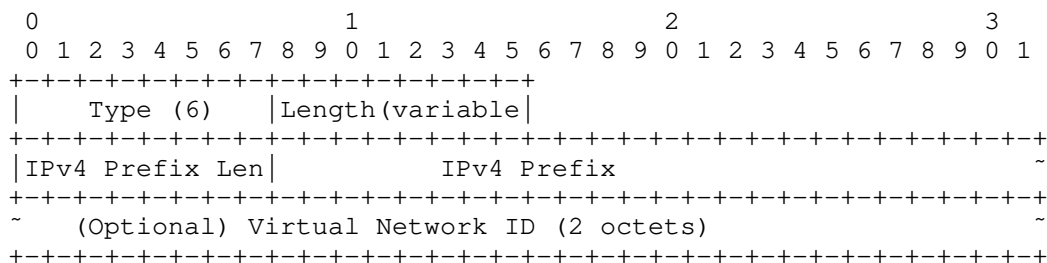 0                   1                   2                   3
 0 1 2 3 4 5 6 7 8 9 0 1 2 3 4 5 6 7 8 9 0 1 2 3 4 5 6 7 8 9 0 1
+-+-+-+-+-+-+-+-+-+-+-+-+-+-+-+-+
|    Type (6)   |Length(variable|
+-+-+-+-+-+-+-+-+-+-+-+-+-+-+-+-+-+-+-+-+-+-+-+-+-+-+-+-+-+-+-+-+
|IPv4 Prefix Len|          IPv4 Prefix                          ~
+-+-+-+-+-+-+-+-+-+-+-+-+-+-+-+-+-+-+-+-+-+-+-+-+-+-+-+-+-+-+-+-+
~   (Optional) Virtual Network ID (2 octets)                    ~
+-+-+-+-+-+-+-+-+-+-+-+-+-+-+-+-+-+-+-+-+-+-+-+-+-+-+-+-+-+-+-+-+